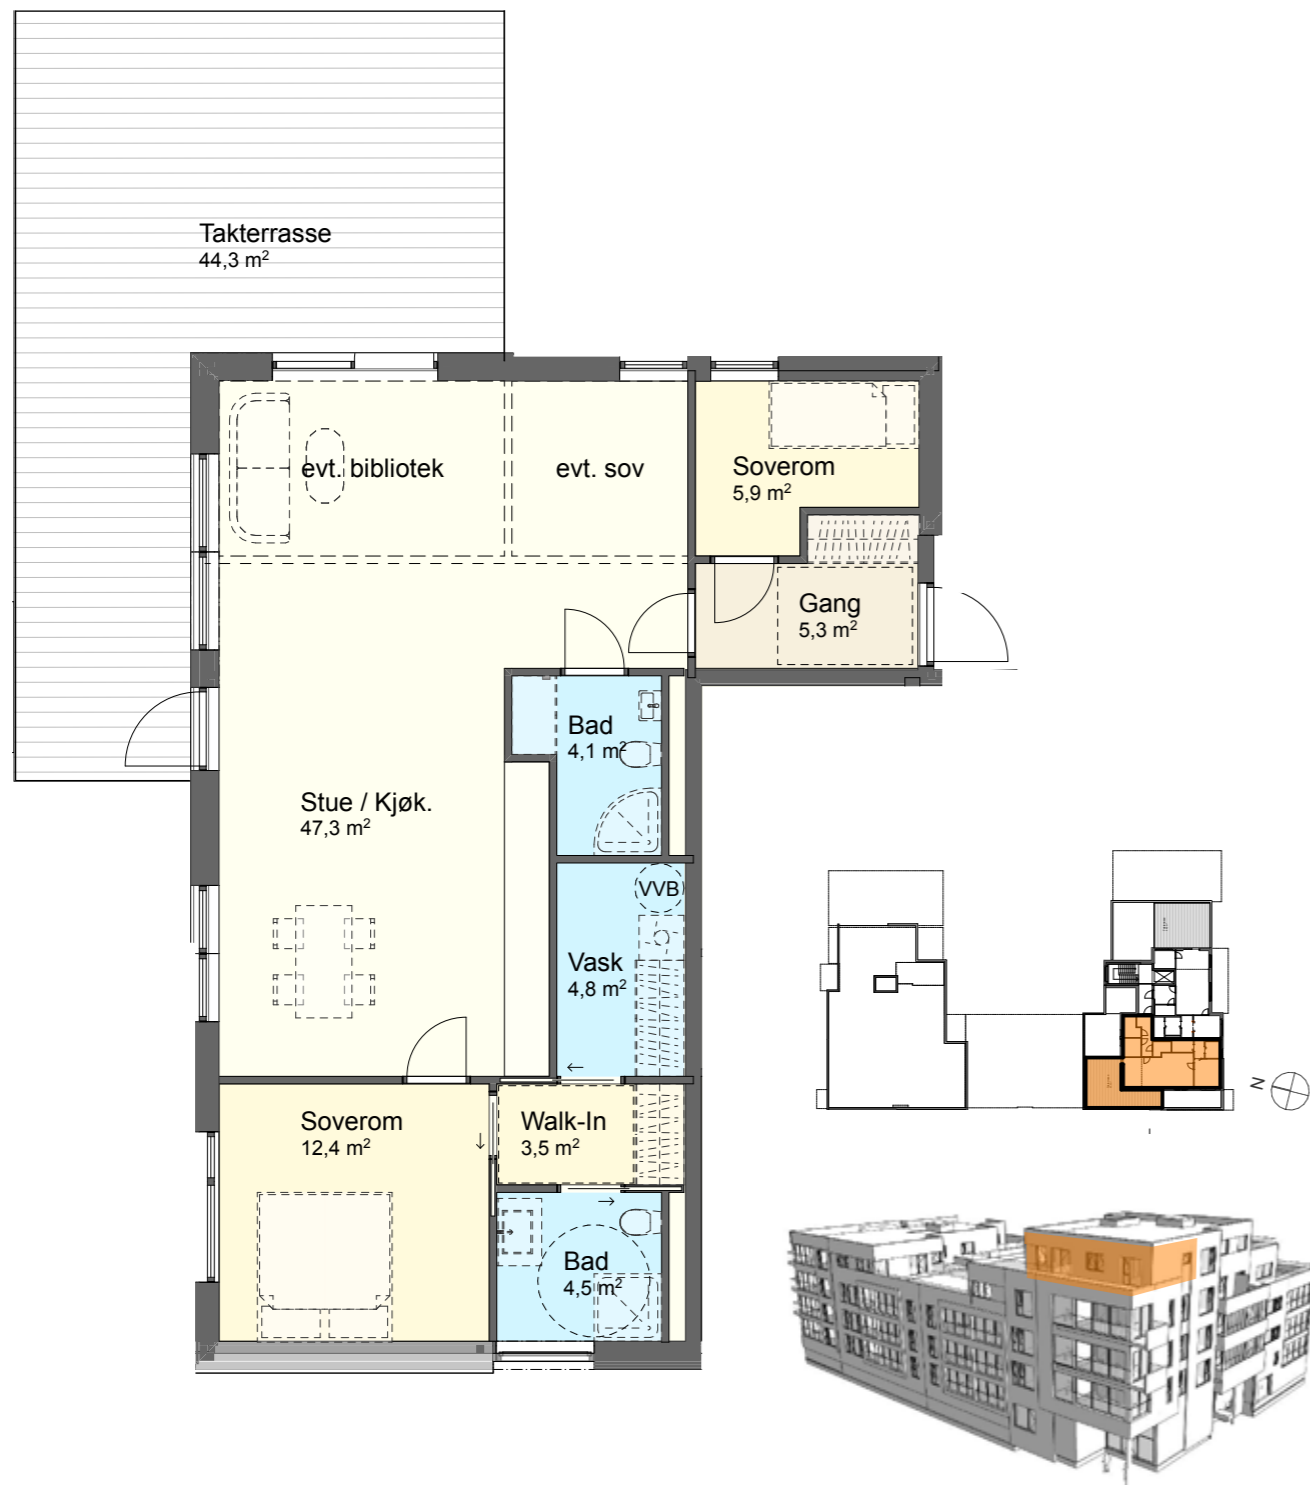 Takterrasse
44,3 m²
evt. bibliotek
evt. sov
Soverom
5,9 m²
Gang
5,3 m²
Bad
4,1 m²
Stue / Kjøk.
47,3 m²
VVB
Vask
4,8 m²
Soverom
12,4 m²
Walk-In
3,5 m²
Bad
4,5 m²
N